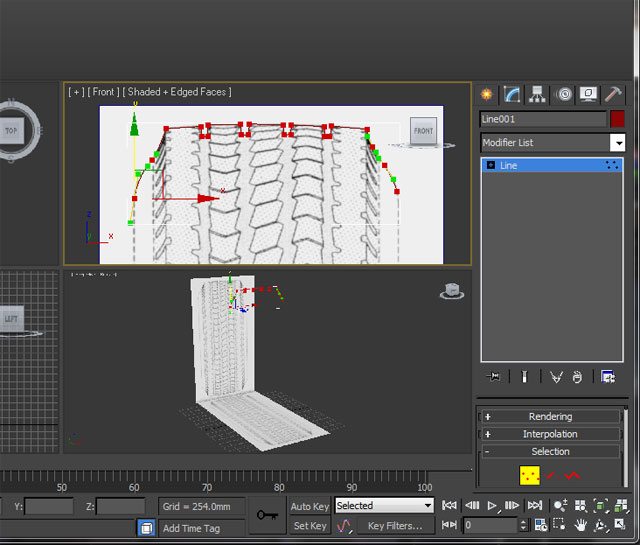 [ + ] [ Front ] [ Shaded + Edged Faces ]
TOP
FRONT
y
x
z
x
LEFT
Line001
Modifier List
Line
+ Rendering
+ Interpolation
- Selection
50 60 70 80 90 100
Y: Z: Grid = 254.0mm
Add Time Tag
Auto Key Selected
Set Key Key Filters...
0